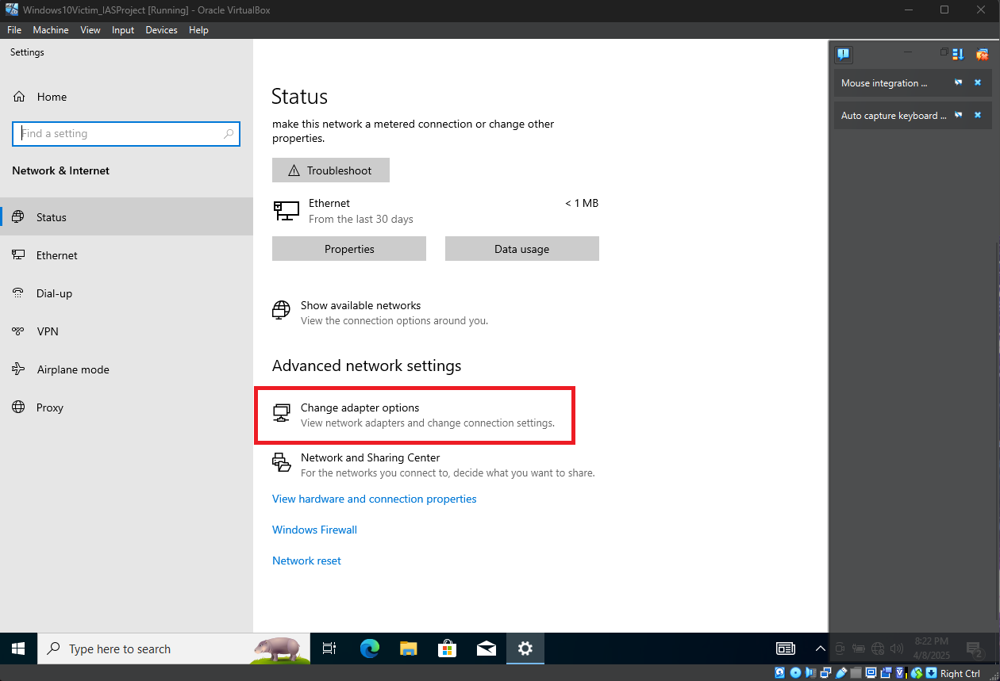 Windows10Victim_IASProject [Running] - Oracle VirtualBox
File Machine View Input Devices Help
Settings
Home
Find a setting
Network & Internet
Status
Ethernet
Dial-up
VPN
Airplane mode
Proxy
Status
make this network a metered connection or change other
properties.
Troubleshoot
Ethernet < 1 MB
From the last 30 days
Properties Data usage
Show available networks
View the connection options around you.
Advanced network settings
Change adapter options
View network adapters and change connection settings.
Network and Sharing Center
For the networks you connect to, decide what you want to share.
View hardware and connection properties
Windows Firewall
Network reset
Mouse integration ...
Auto capture keyboard ...
Type here to search
8:22 PM
4/8/2025
2
Right Ctrl